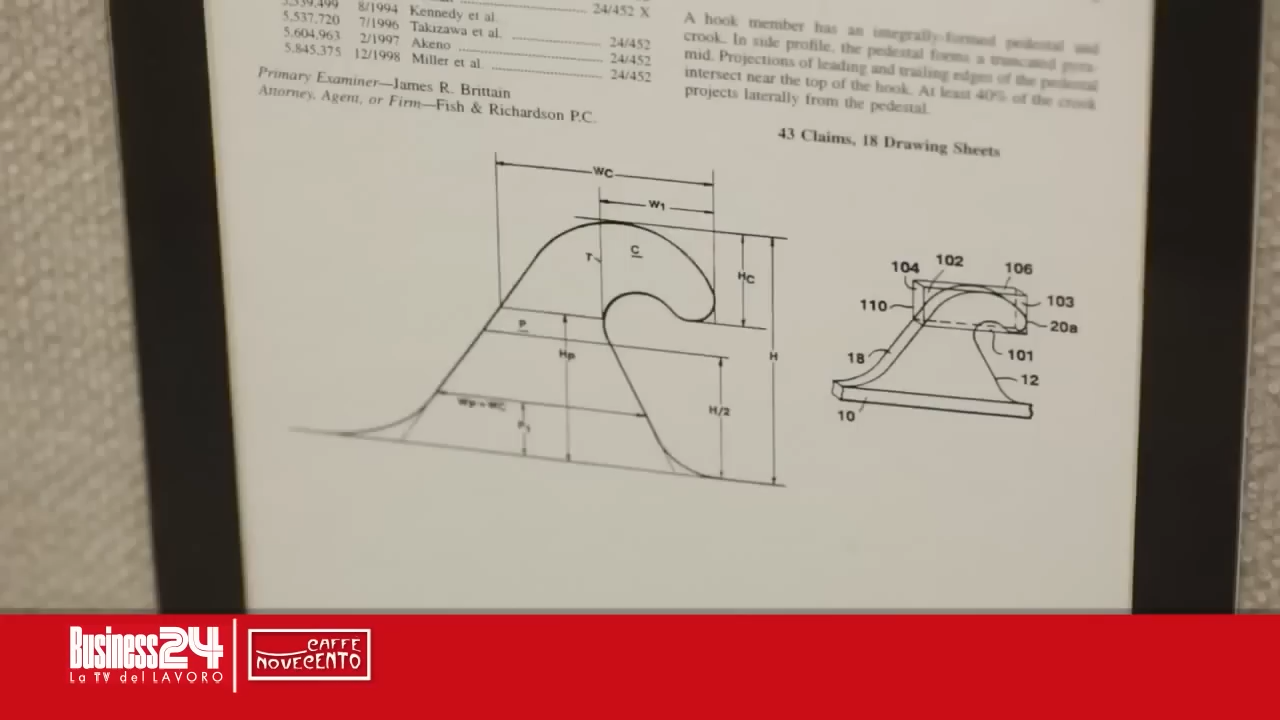 5,539,499 8/1994 Kennedy et al.
24/452 X
5,537,720 7/1996 Takizawa et al.
24/452
5,604,963 2/1997 Akeno
24/452
5,845,375 12/1998 Miller et al.
24/452
Primary Examiner—James R. Brittain
Attorney, Agent, or Firm—Fish & Richardson P.C.
A hook member has an integrally-formed pedestal and
crook. In side profile, the pedestal forms a truncated pyra-
mid. Projections of leading and trailing edges of the pedestal
intersect near the top of the hook. At least 40% of the crook
projects laterally from the pedestal.
43 Claims, 18 Drawing Sheets
WC
W1
T
C
HC
P
HP
H
H/2
P1
104
102
106
110
103
20a
18
101
12
10
Business24
La TV del LAVORO
CAFFE
NOVECENTO